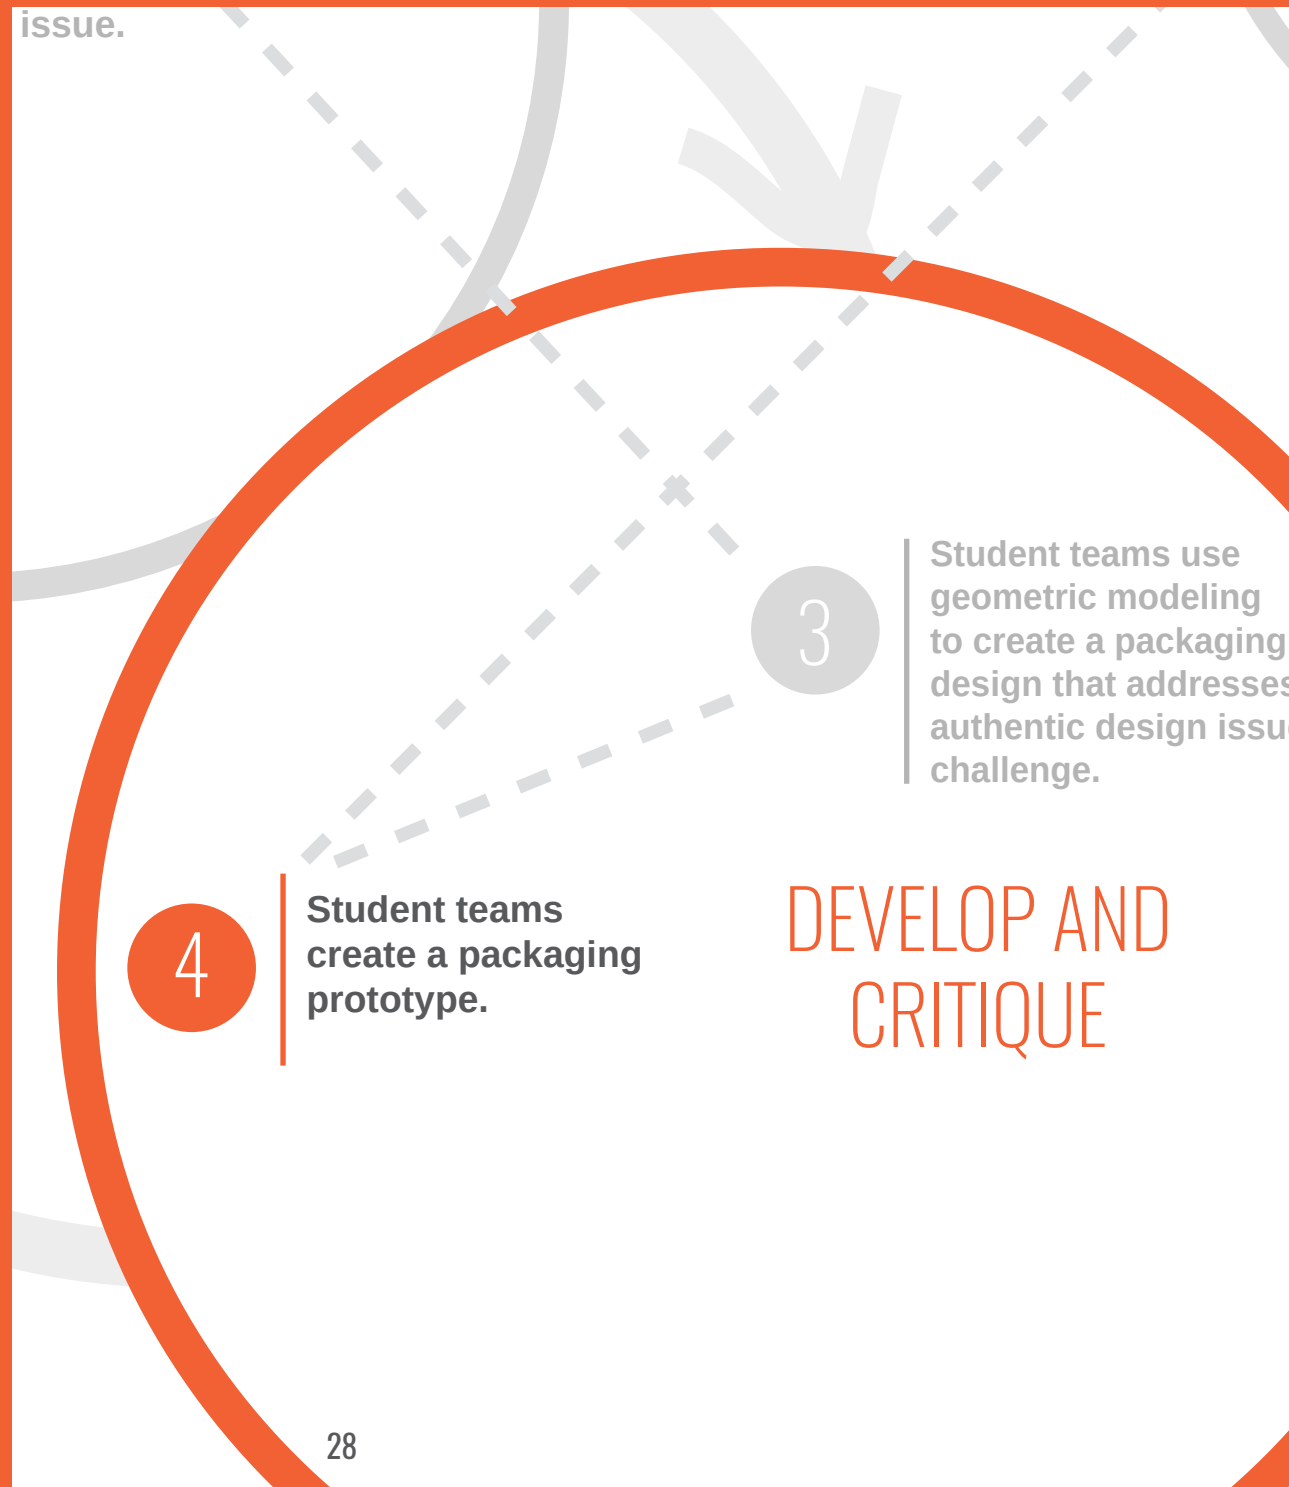 issue.
3
Student teams use
geometric modeling
to create a packaging
design that addresses
authentic design
challenge.
4
Student teams
create a packaging
prototype.
DEVELOP AND
CRITIQUE
28